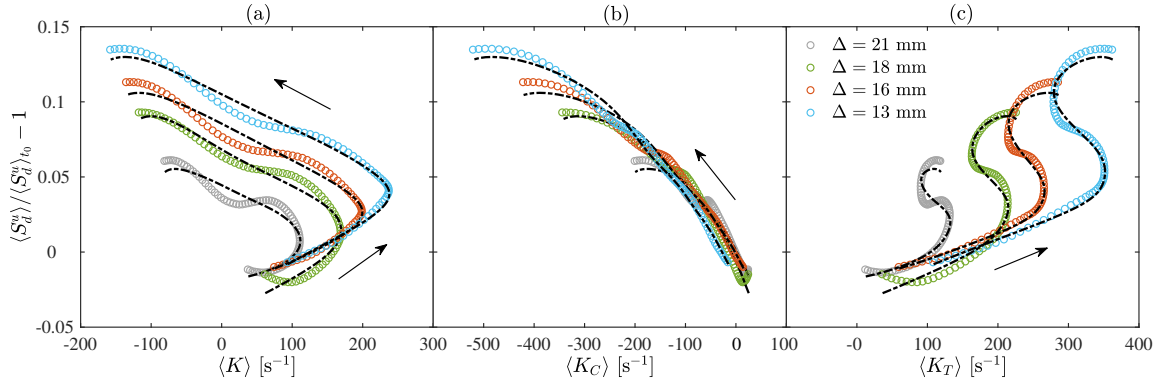 (a) (b) (c)
0.15
0.1
0.05
0
-0.05
⟨S_d^u⟩/⟨S_d^u⟩_{t_0} − 1
Δ = 21 mm
Δ = 18 mm
Δ = 16 mm
Δ = 13 mm
-200 -100 0 100 200 300
-500 -400 -300 -200 -100 0 100
-0 100 200 300 400
⟨K⟩ [s⁻¹] ⟨K_C⟩ [s⁻¹] ⟨K_T⟩ [s⁻¹]